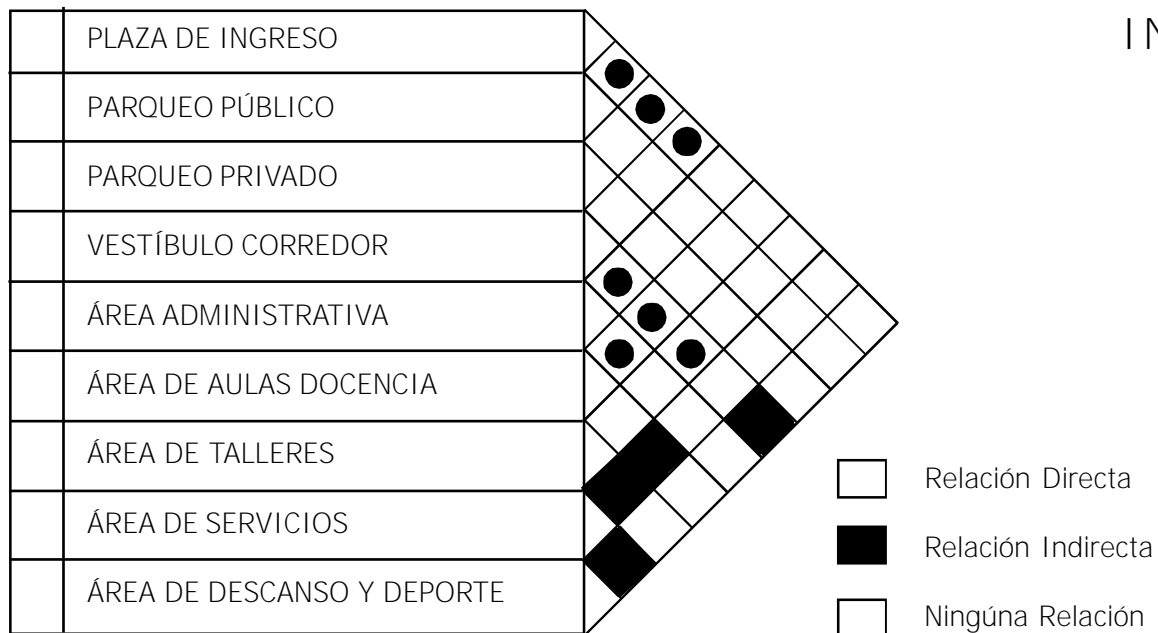 IN
PLAZA DE INGRESO
PARQUEO PÚBLICO
PARQUEO PRIVADO
VESTÍBULO CORREDOR
ÁREA ADMINISTRATIVA
ÁREA DE AULAS DOCENCIA
ÁREA DE TALLERES
ÁREA DE SERVICIOS
ÁREA DE DESCANSO Y DEPORTE
Relación Directa
Relación Indirecta
Ningúna Relación